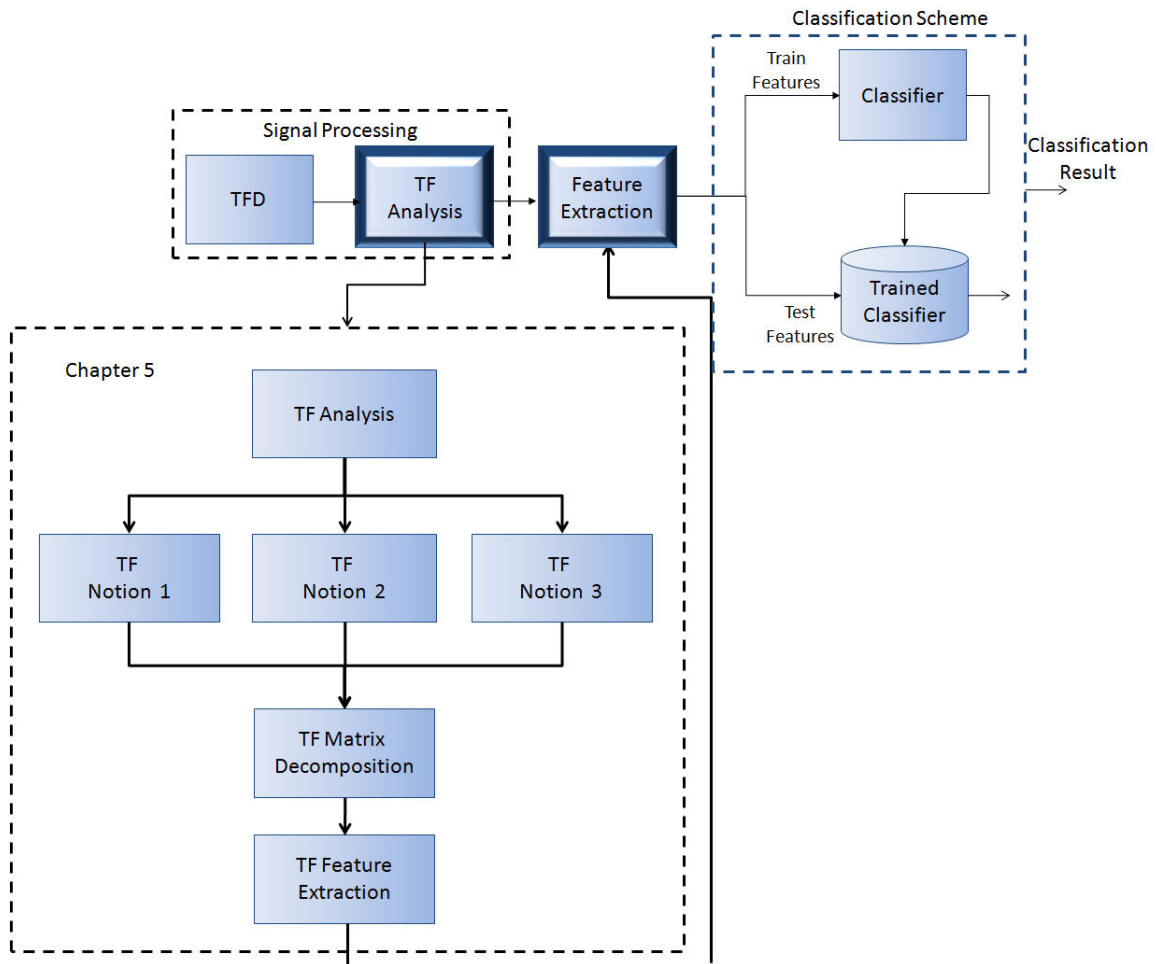 Classification Scheme
Train
Features
Classifier
Signal Processing
TFD
TF
Analysis
Feature
Extraction
Classification
Result
Trained
Classifier
Test
Features
Chapter 5
TF Analysis
TF
Notion 1
TF
Notion 2
TF
Notion 3
TF Matrix
Decomposition
TF Feature
Extraction